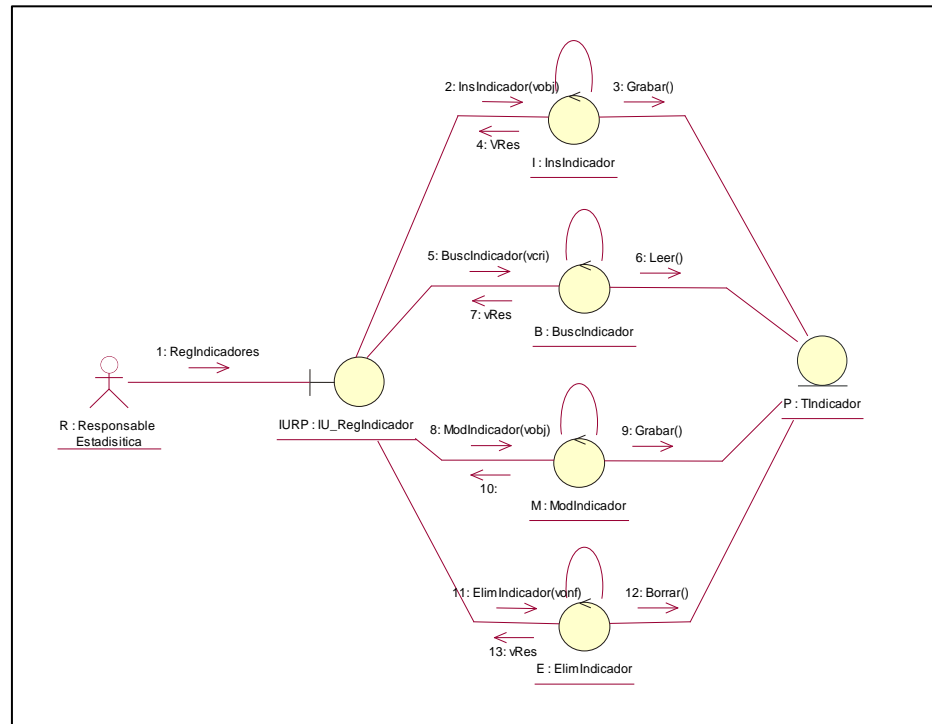 2: InsIndicador(vobj)
3: Grabar()
4: VRes
I : InsIndicador
5: BuscIndicador(vcri)
6: Leer()
7: vRes
B : BuscIndicador
1: RegIndicadores
R : Responsable
Estadisitica
IURP : IU_RegIndicador
P : TIndicador
8: ModIndicador(vobj)
9: Grabar()
10:
M : ModIndicador
11: ElimIndicador(vonf)
12: Borrar()
13: vRes
E : ElimIndicador